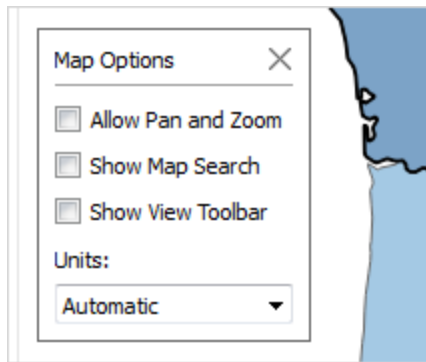 Map Options
Allow Pan and Zoom
Show Map Search
Show View Toolbar
Units:
Automatic